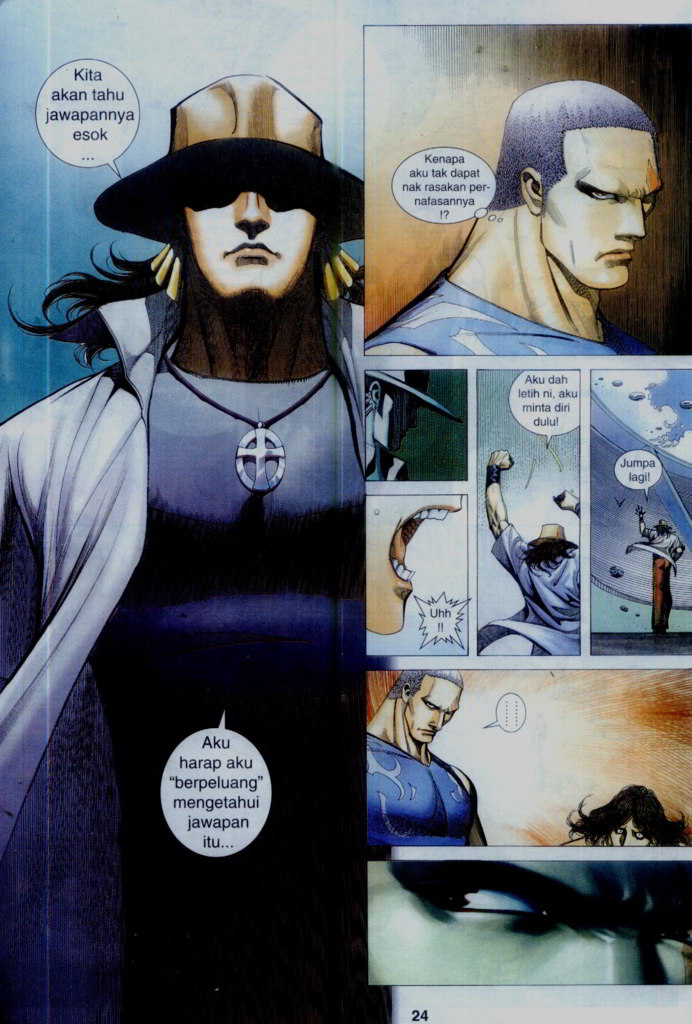 Kita
akan tahu
jawapannya
esok
...
Aku
harap aku
“berpeluang”
mengetahui
jawapan
itu...
Kenapa
aku tak dapat
nak rasakan per-
nafasannya
!?
Aku dah
letih ni, aku
minta diri
dulu!
Jumpa
lagi!
Uhh
!!
24